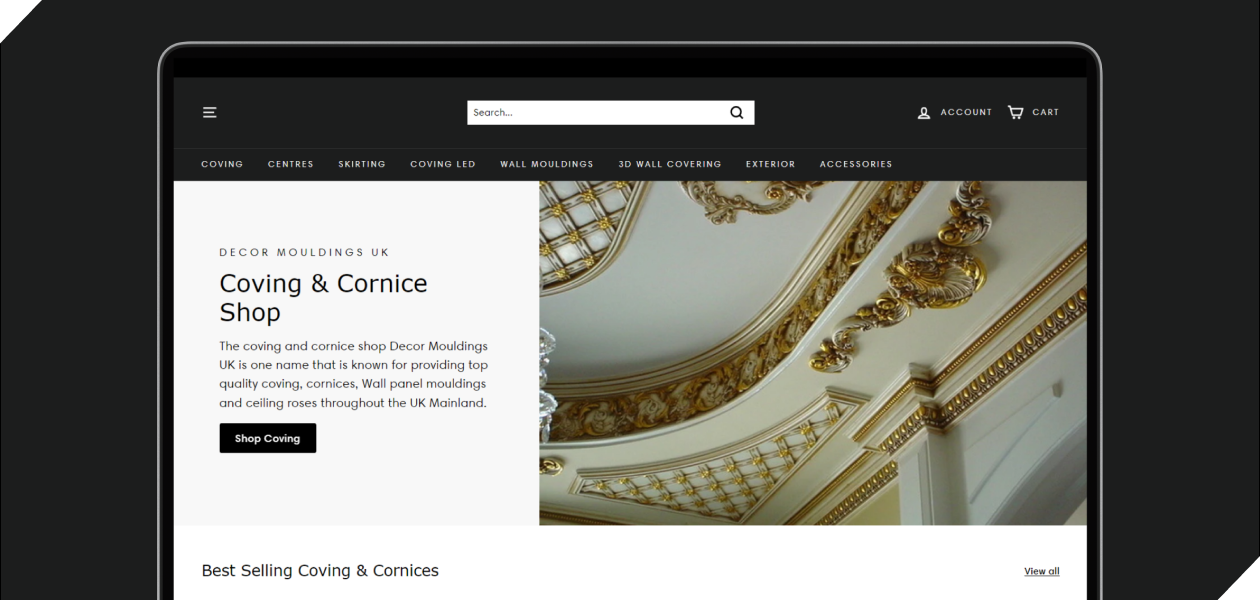 Search...
ACCOUNT
CART
COVING CENTRES SKIRTING COVING LED WALL MOULDINGS 3D WALL COVERING EXTERIOR ACCESSORIES
DECOR MOULDINGS UK
Coving & Cornice
Shop
The coving and cornice shop Decor Mouldings
UK is one name that is known for providing top
quality coving, cornices, Wall panel mouldings
and ceiling roses throughout the UK Mainland.
Shop Coving
Best Selling Coving & Cornices
View all